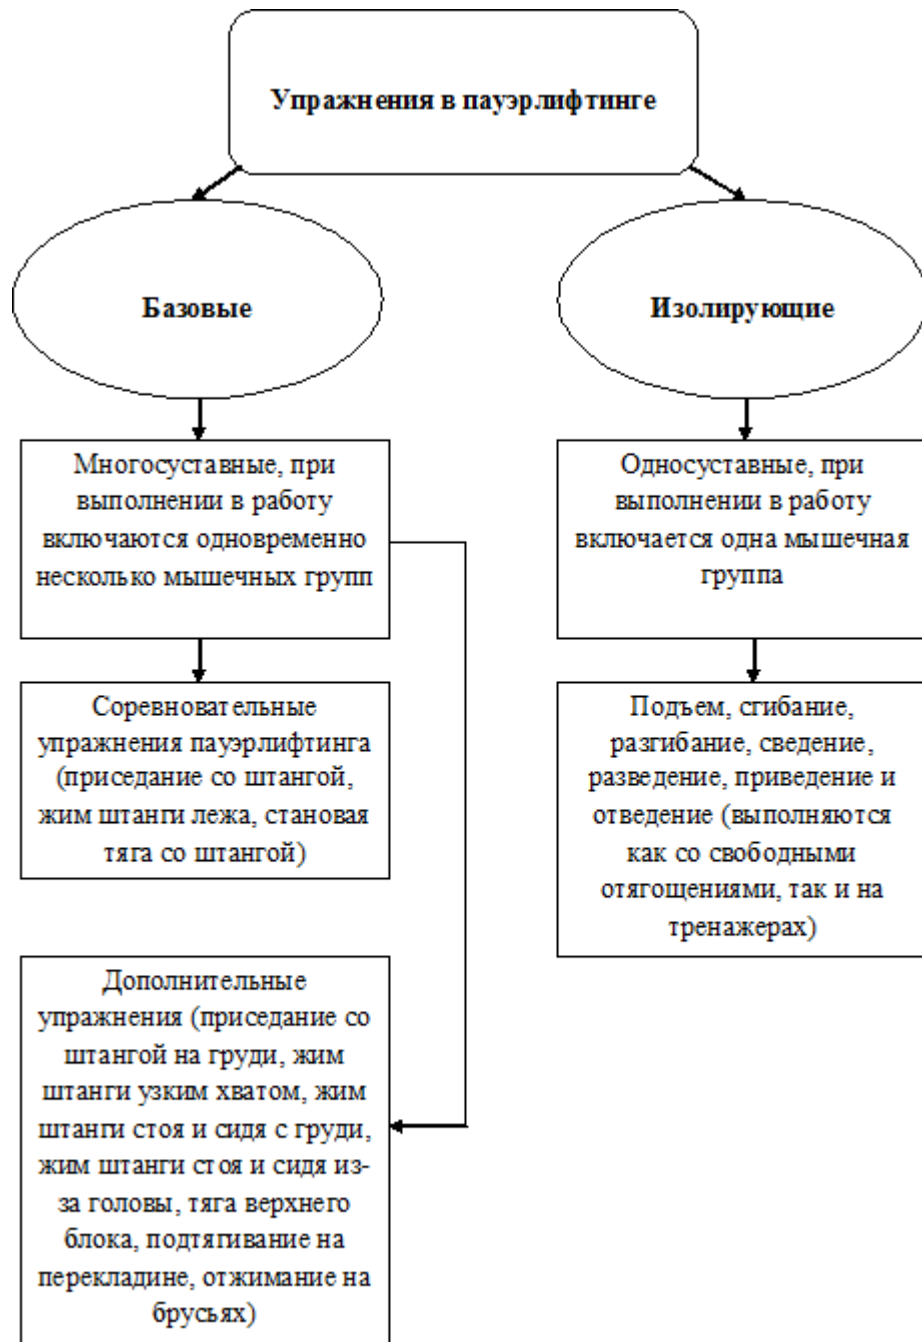 Упражнения в пауэрлифтинге
Базовые
Изолирующие
Многосуставные, при
выполнении в работу
включаются одновременно
несколько мышечных групп
Односуставные, при
выполнении в работу
включается одна мышечная
группа
Соревновательные
упражнения пауэрлифтинга
(приседание со штангой,
жим штанги лежа, становая
тяга со штангой)
Подъем, сгибание,
разгибание, сведение,
разведение, приведение и
отведение (выполняются
как со свободными
отягощениями, так и на
тренажерах)
Дополнительные
упражнения (приседание со
штангой на груди, жим
штанги узким хватом, жим
штанги стоя и сидя с груди,
жим штанги стоя и сидя из-
за головы, тяга верхнего
блока, подтягивание на
перекладине, отжимание на
брусьях)